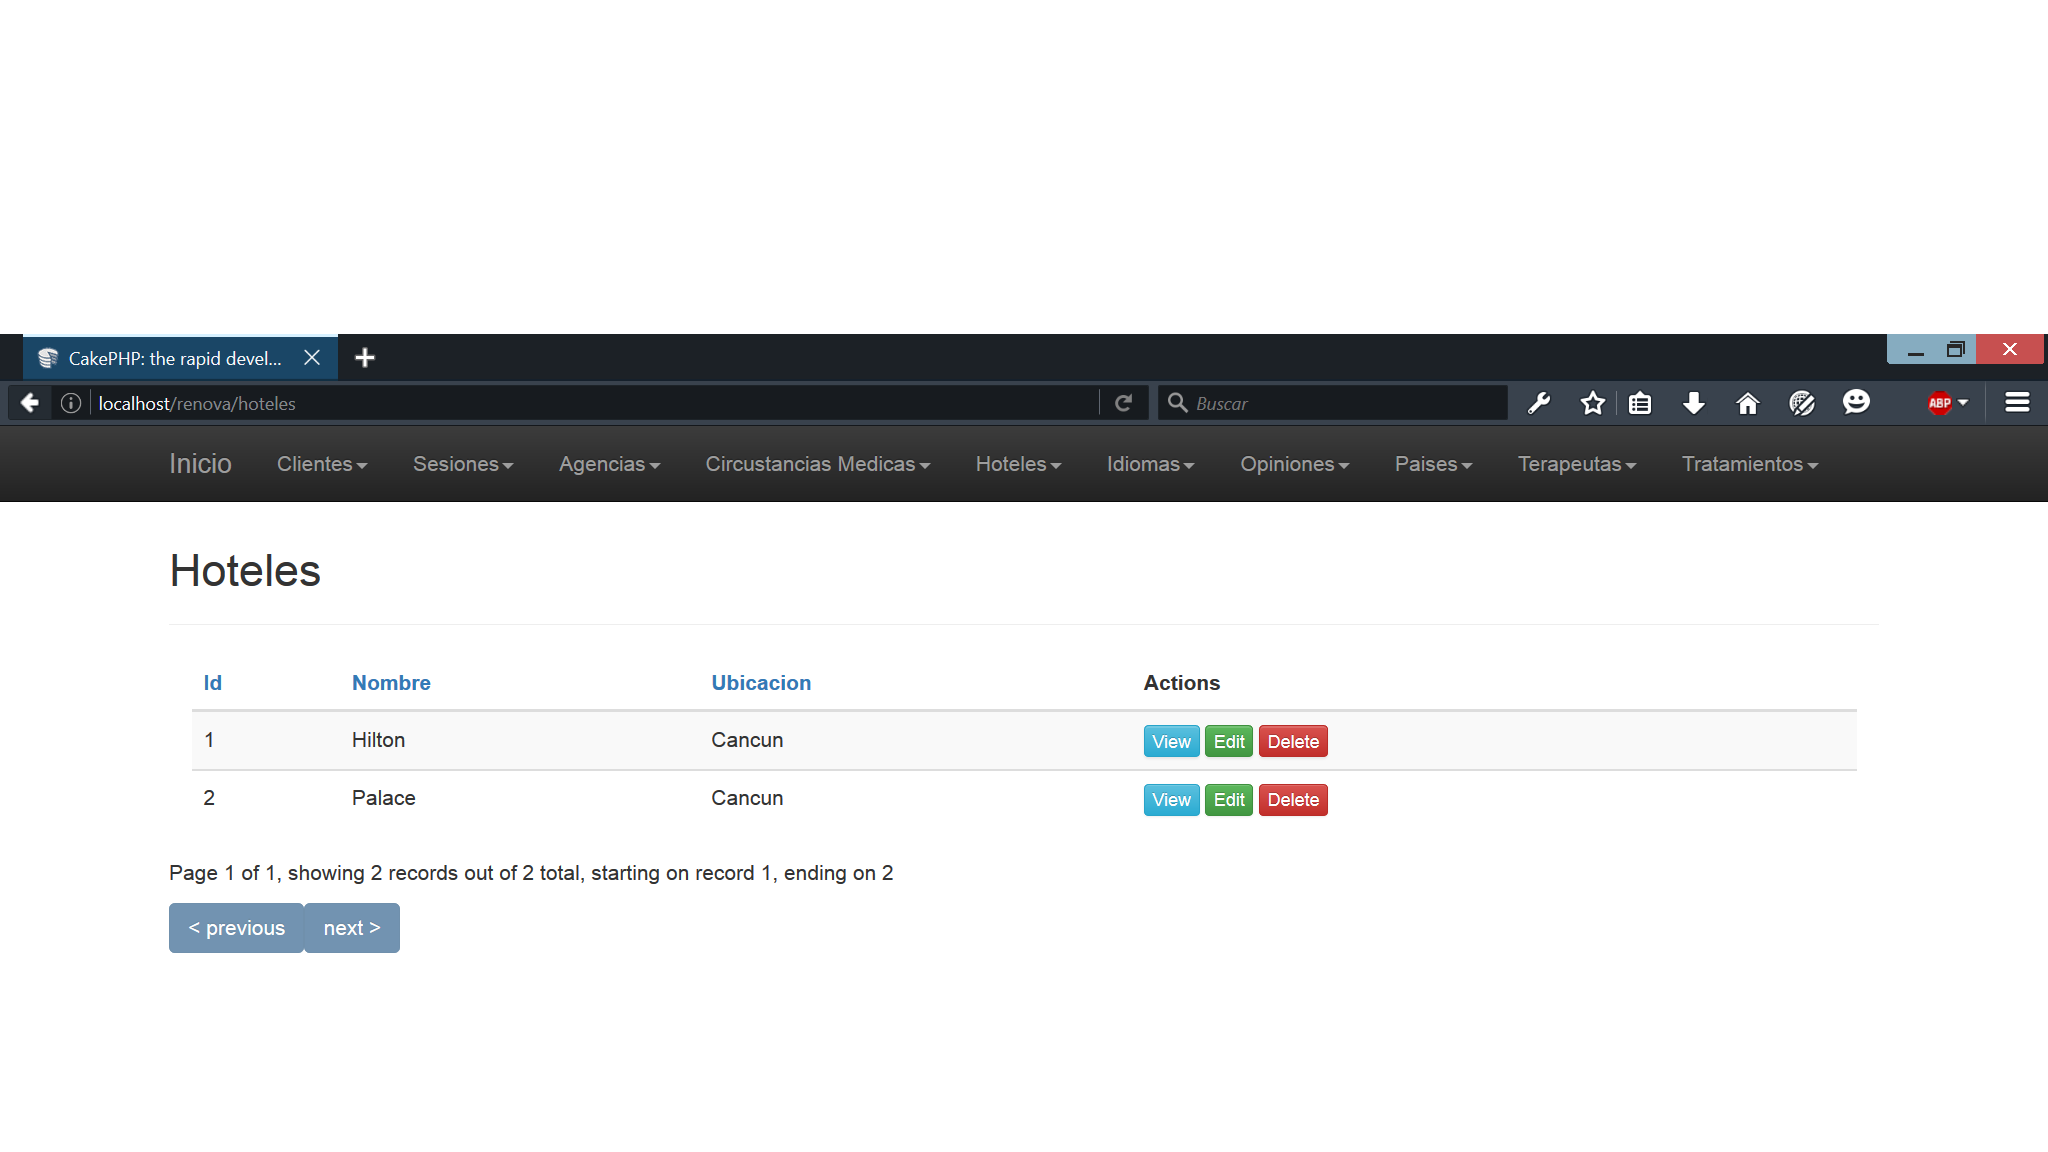 CakePHP: the rapid devel...
localhost/renova/hoteles
Buscar
ABP
Inicio Clientes Sesiones Agencias Circustancias Medicas Hoteles Idiomas Opiniones Paises Terapeutas Tratamientos
Hoteles
Id Nombre Ubicacion Actions
1 Hilton Cancun View Edit Delete
2 Palace Cancun View Edit Delete
Page 1 of 1, showing 2 records out of 2 total, starting on record 1, ending on 2
< previous next >